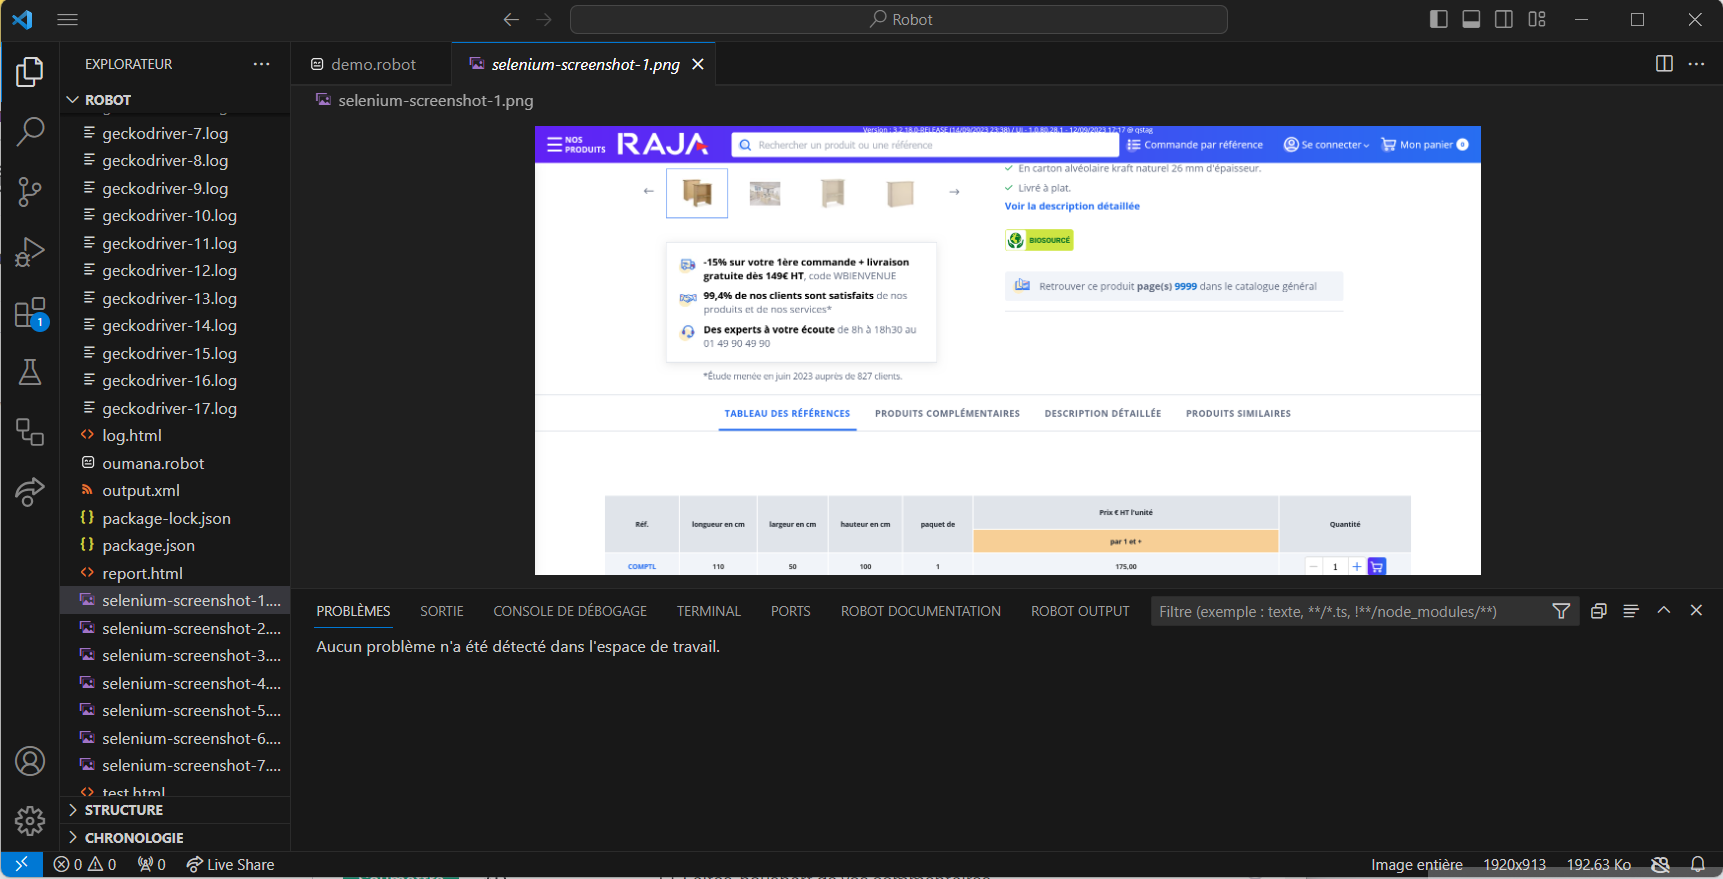 Robot
EXPLORATEUR
ROBOT
geckodriver-7.log
geckodriver-8.log
geckodriver-9.log
geckodriver-10.log
geckodriver-11.log
geckodriver-12.log
geckodriver-13.log
geckodriver-14.log
geckodriver-15.log
geckodriver-16.log
geckodriver-17.log
log.html
oumana.robot
output.xml
package-lock.json
package.json
report.html
selenium-screenshot-1....
selenium-screenshot-2....
selenium-screenshot-3....
selenium-screenshot-4....
selenium-screenshot-5....
selenium-screenshot-6....
selenium-screenshot-7....
test.html
STRUCTURE
CHRONOLOGIE
1
demo.robot
selenium-screenshot-1.png
selenium-screenshot-1.png
Version : 3.2.18.0-RELEASE (14/09/2023 23:38) / UI - 1.0.80.28.1 - 12/09/2023 17:17 @ qstag
NOS PRODUITS
RAJA
Rechercher un produit ou une référence
Commande par référence
Se connecter
Mon panier 0
En carton alvéolaire kraft naturel 26 mm d'épaisseur.
Livré à plat.
Voir la description détaillée
BIOSOURCÉ
Retrouver ce produit page(s) 9999 dans le catalogue général
-15% sur votre 1ère commande + livraison
gratuite dès 149€ HT, code WBIENVENUE
99,4% de nos clients sont satisfaits de nos
produits et de nos services*
Des experts à votre écoute de 8h à 18h30 au
01 49 90 49 90
*Étude menée en juin 2023 auprès de 827 clients.
TABLEAU DES RÉFÉRENCES PRODUITS COMPLÉMENTAIRES DESCRIPTION DÉTAILLÉE PRODUITS SIMILAIRES
Réf. longueur en cm largeur en cm hauteur en cm paquet de Prix € HT l'unité Quantité
par 1 et +
COMPTL 110 50 100 1 175,00 − 1 +
PROBLÈMES SORTIE CONSOLE DE DÉBOGAGE TERMINAL PORTS ROBOT DOCUMENTATION ROBOT OUTPUT
Filtre (exemple : texte, **/*.ts, !**/node_modules/**)
Aucun problème n'a été détecté dans l'espace de travail.
0 0 0 Live Share
Image entière 1920x913 192.63 Ko